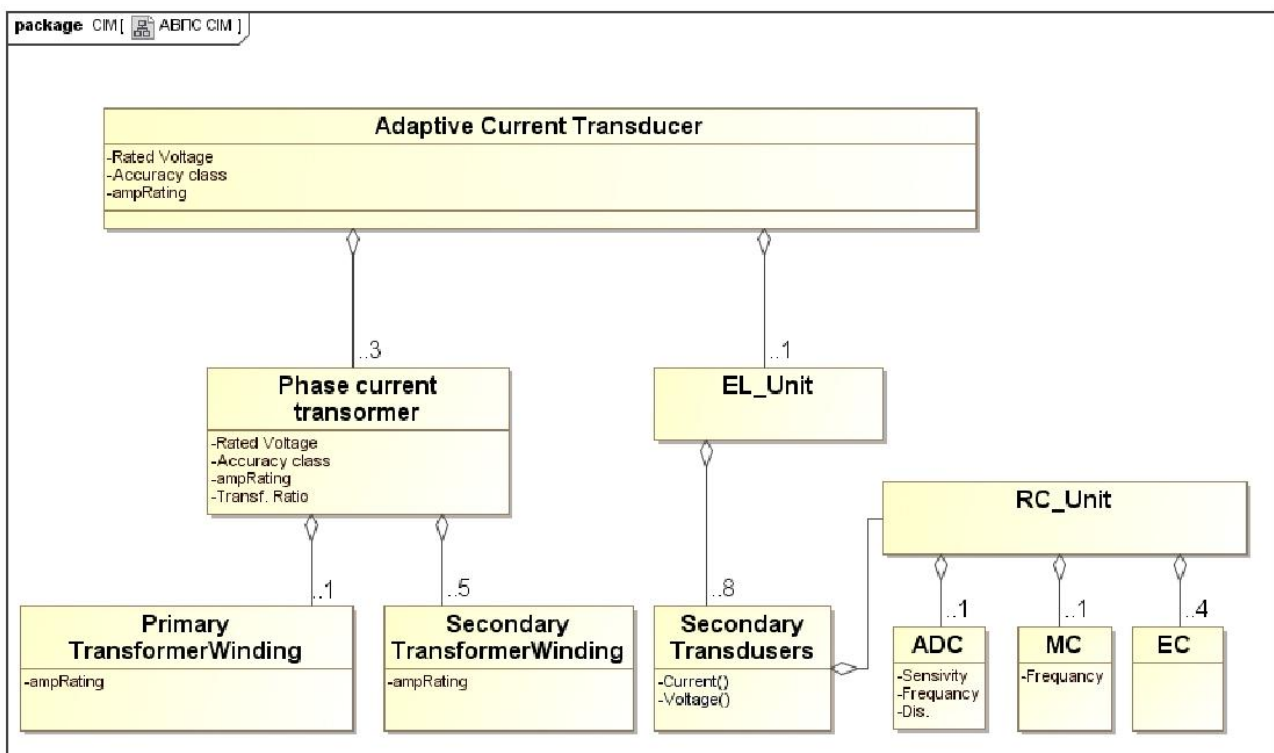 package CIM [ АВПС CIM ]
Adaptive Current Transducer
-Rated Voltage
-Accuracy class
-ampRating
..3
..1
Phase current
transormer
-Rated Voltage
-Accuracy class
-ampRating
-Transf. Ratio
EL_Unit
RC_Unit
..1
..5
..8
..1
..1
..4
Primary
TransformerWinding
-ampRating
Secondary
TransformerWinding
-ampRating
Secondary
Transdusers
-Current()
-Voltage()
ADC
-Sensivity
-Frequancy
-Dis.
MC
-Frequancy
EC